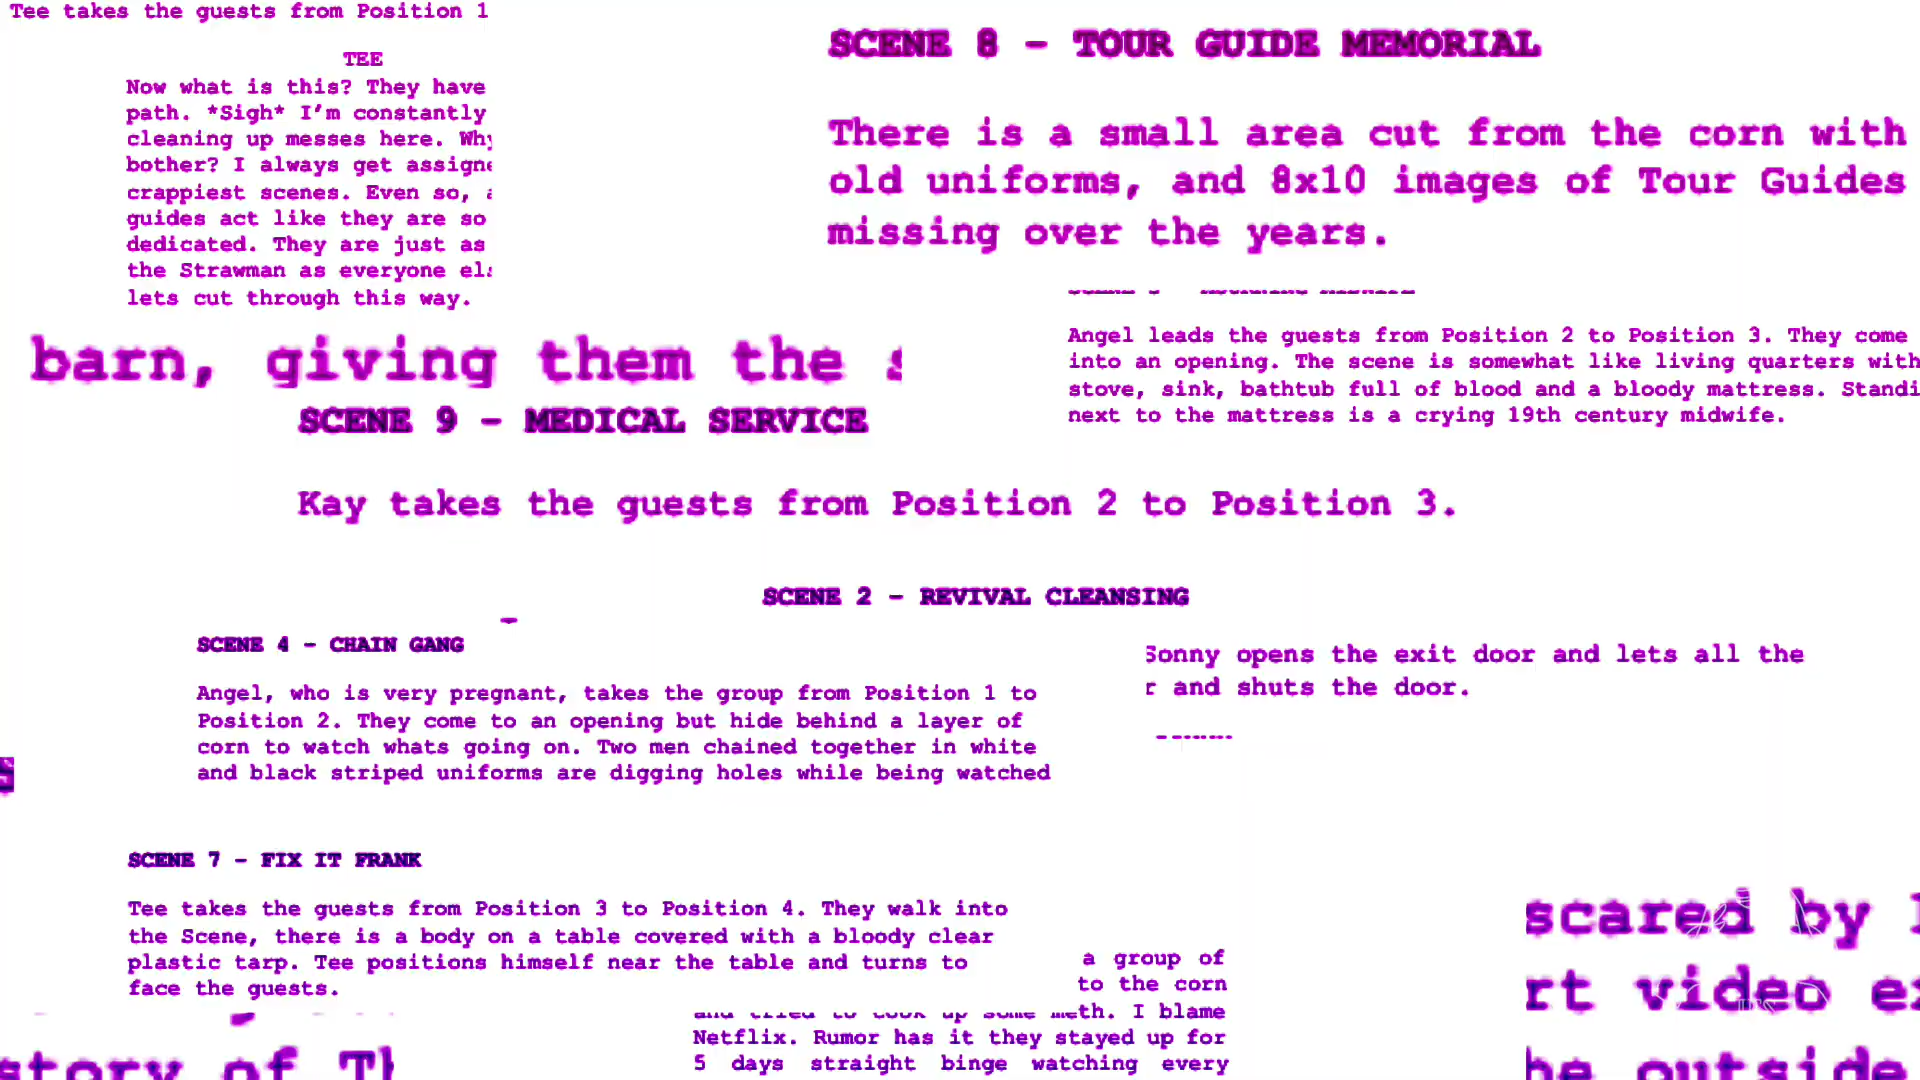 Tee takes the guests from Position 1
TEE
Now what is this? They have
path. *Sigh* I’m constantly
cleaning up messes here. Why
bother? I always get
crappiest scenes. Even so,
guides act like they are so
dedicated. They are just as
the Strawman as everyone
lets cut through this way.
SCENE 8 - TOUR GUIDE MEMORIAL
There is a small area cut from the corn with
old uniforms, and 8x10 images of Tour Guides
missing over the years.
barn, giving them the
Angel leads the guests from Position 2 to Position 3. They come
into an opening. The scene is somewhat like living quarters with
stove, sink, bathtub full of blood and a bloody mattress.
next to the mattress is a crying 19th century midwife.
SCENE 9 - MEDICAL SERVICE
Kay takes the guests from Position 2 to Position 3.
SCENE 2 - REVIVAL CLEANSING
SCENE 4 - CHAIN GANG
Angel, who is very pregnant, takes the group from Position 1 to
Position 2. They come to an opening but hide behind a layer of
corn to watch whats going on. Two men chained together in white
and black striped uniforms are digging holes while being watched
Sonny opens the exit door and lets all the
r and shuts the door.
SCENE 7 - FIX IT FRANK
Tee takes the guests from Position 3 to Position 4. They walk into
the Scene, there is a body on a table covered with a bloody clear
plastic tarp. Tee positions himself near the table and turns to
face the guests.
a group of
to the corn
and tried to cook up some meth. I blame
Netflix. Rumor has it they stayed up for
5 days straight binge watching every
scared by
rt video
he outside
story of